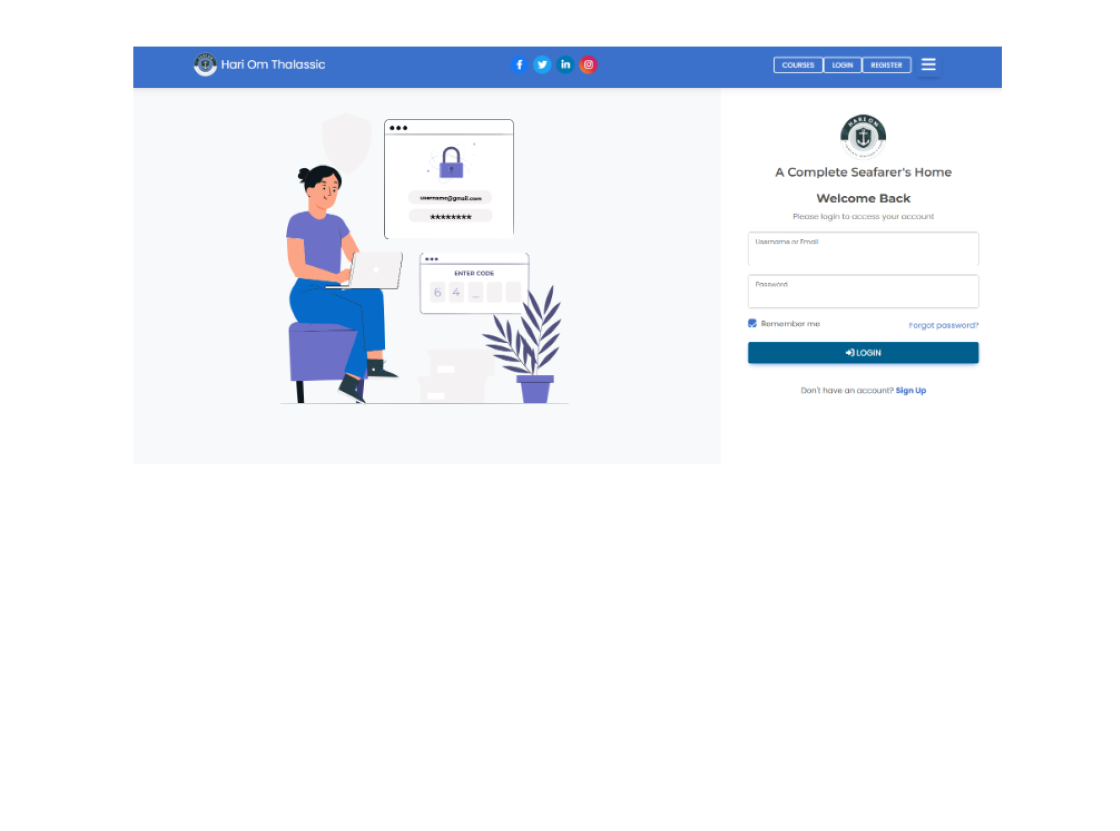 Hari Om Thalassic
COURSES LOGIN REGISTER
username@gmail.com
********
ENTER CODE
6 4 _
HARI OM
A Complete Seafarer's Home
Welcome Back
Please login to access your account
Username or Email
Password
Remember me
Forgot password?
LOGIN
Don't have an account? Sign Up